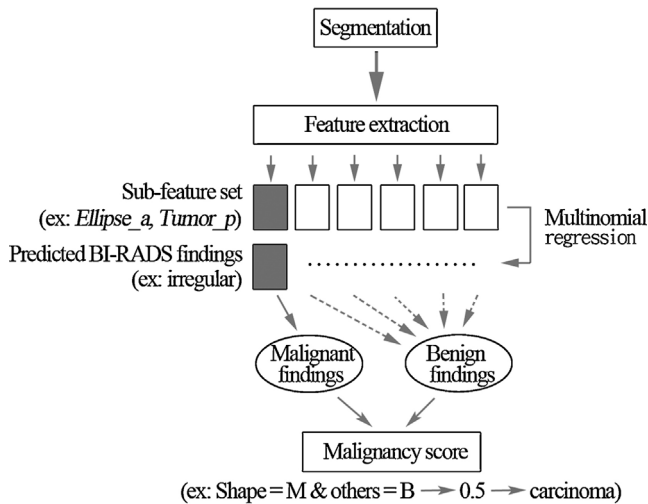 Segmentation
Feature extraction
Sub-feature set
(ex: Ellipse_a, Tumor_p)
Multinomial
regression
Predicted BI-RADS findings
(ex: irregular)
Malignant
findings
Benign
findings
Malignancy score
(ex: Shape = M & others = B → 0.5 → carcinoma)